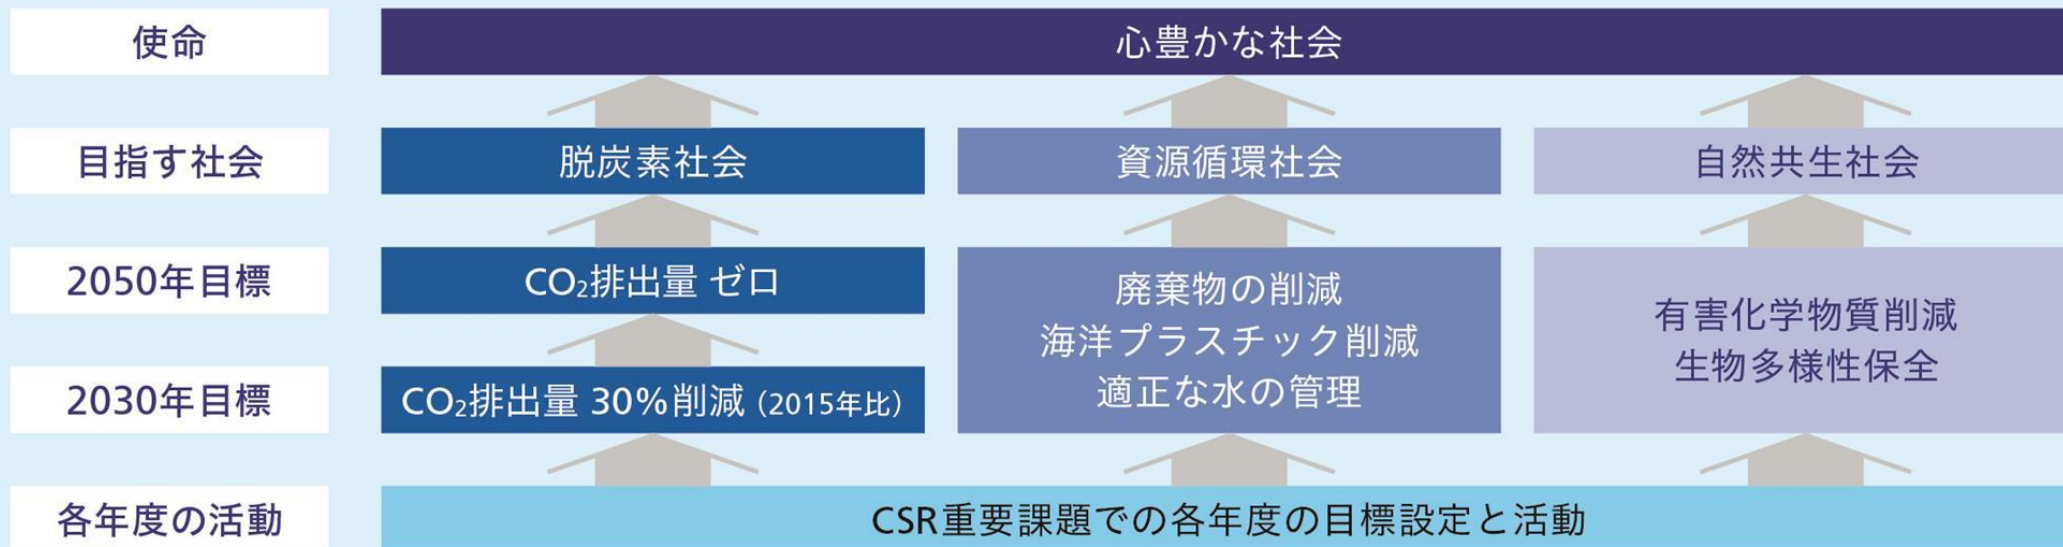 使命
心豊かな社会
目指す社会
脱炭素社会
資源循環社会
自然共生社会
2050年目標
CO₂排出量 ゼロ
2030年目標
CO₂排出量 30%削減（2015年比）
廃棄物の削減
海洋プラスチック削減
適正な水の管理
有害化学物質削減
生物多様性保全
各年度の活動
CSR重要課題での各年度の目標設定と活動